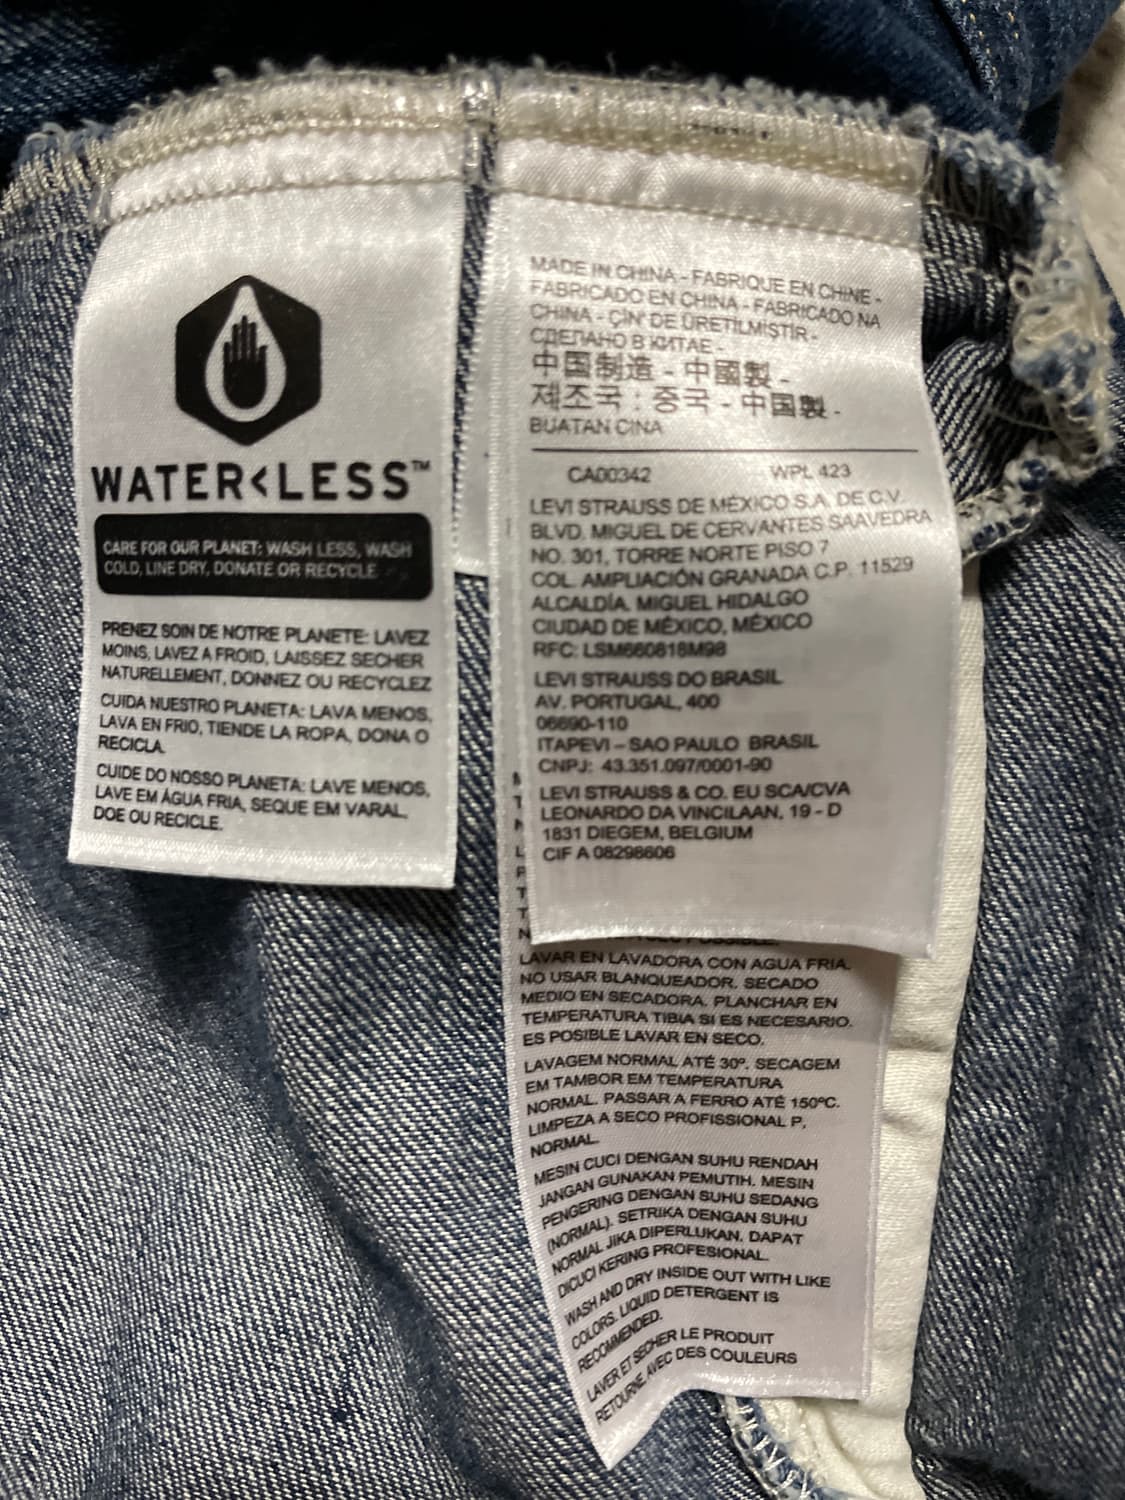 WATER<LESS™
CARE FOR OUR PLANET: WASH LESS, WASH
COLD, LINE DRY, DONATE OR RECYCLE
PRENEZ SOIN DE NOTRE PLANETE: LAVEZ
MOINS, LAVEZ A FROID, LAISSEZ SECHER
NATURELLEMENT, DONNEZ OU RECYCLEZ
CUIDA NUESTRO PLANETA: LAVA MENOS,
LAVA EN FRIO, TIENDE LA ROPA, DONA O
RECICLA.
CUIDE DO NOSSO PLANETA: LAVE MENOS,
LAVE EM ÁGUA FRIA, SEQUE EM VARAL,
DOE OU RECICLE.
MADE IN CHINA - FABRIQUE EN CHINE -
FABRICADO EN CHINA - FABRICADO NA
CHINA - ÇİN' DE ÜRETILMİSTİR -
СДЕЛАНО В КИТАЕ -
中国制造 - 中國製 -
제조국 : 중국 - 中国製 -
BUATAN CINA
CA00342 WPL 423
LEVI STRAUSS DE MÉXICO S.A. DE C.V.
BLVD. MIGUEL DE CERVANTES SAAVEDRA
NO. 301, TORRE NORTE PISO 7
COL. AMPLIACIÓN GRANADA C.P. 11529
ALCALDÍA. MIGUEL HIDALGO
CIUDAD DE MÉXICO, MÉXICO
RFC: LSM660818M98
LEVI STRAUSS DO BRASIL
AV. PORTUGAL, 400
06690-110
ITAPEVI – SAO PAULO BRASIL
CNPJ: 43.351.097/0001-90
LEVI STRAUSS & CO. EU SCA/CVA
LEONARDO DA VINCILAAN, 19 - D
1831 DIEGEM, BELGIUM
CIF A 08298606
LAVAR EN LAVADORA CON AGUA FRIA.
NO USAR BLANQUEADOR. SECADO
MEDIO EN SECADORA. PLANCHAR EN
TEMPERATURA TIBIA SI ES NECESARIO.
ES POSIBLE LAVAR EN SECO.
LAVAGEM NORMAL ATÉ 30º. SECAGEM
EM TAMBOR EM TEMPERATURA
NORMAL. PASSAR A FERRO ATÉ 150ºC.
LIMPEZA A SECO PROFISSIONAL P,
NORMAL.
MESIN CUCI DENGAN SUHU RENDAH
JANGAN GUNAKAN PEMUTIH. MESIN
PENGERING DENGAN SUHU SEDANG
(NORMAL). SETRIKA DENGAN SUHU
NORMAL JIKA DIPERLUKAN. DAPAT
DICUCI KERING PROFESIONAL.
WASH AND DRY INSIDE OUT WITH LIKE
COLORS. LIQUID DETERGENT IS
RECOMMENDED.
LAVER ET SECHER LE PRODUIT
RETOURNE, AVEC DES COULEURS